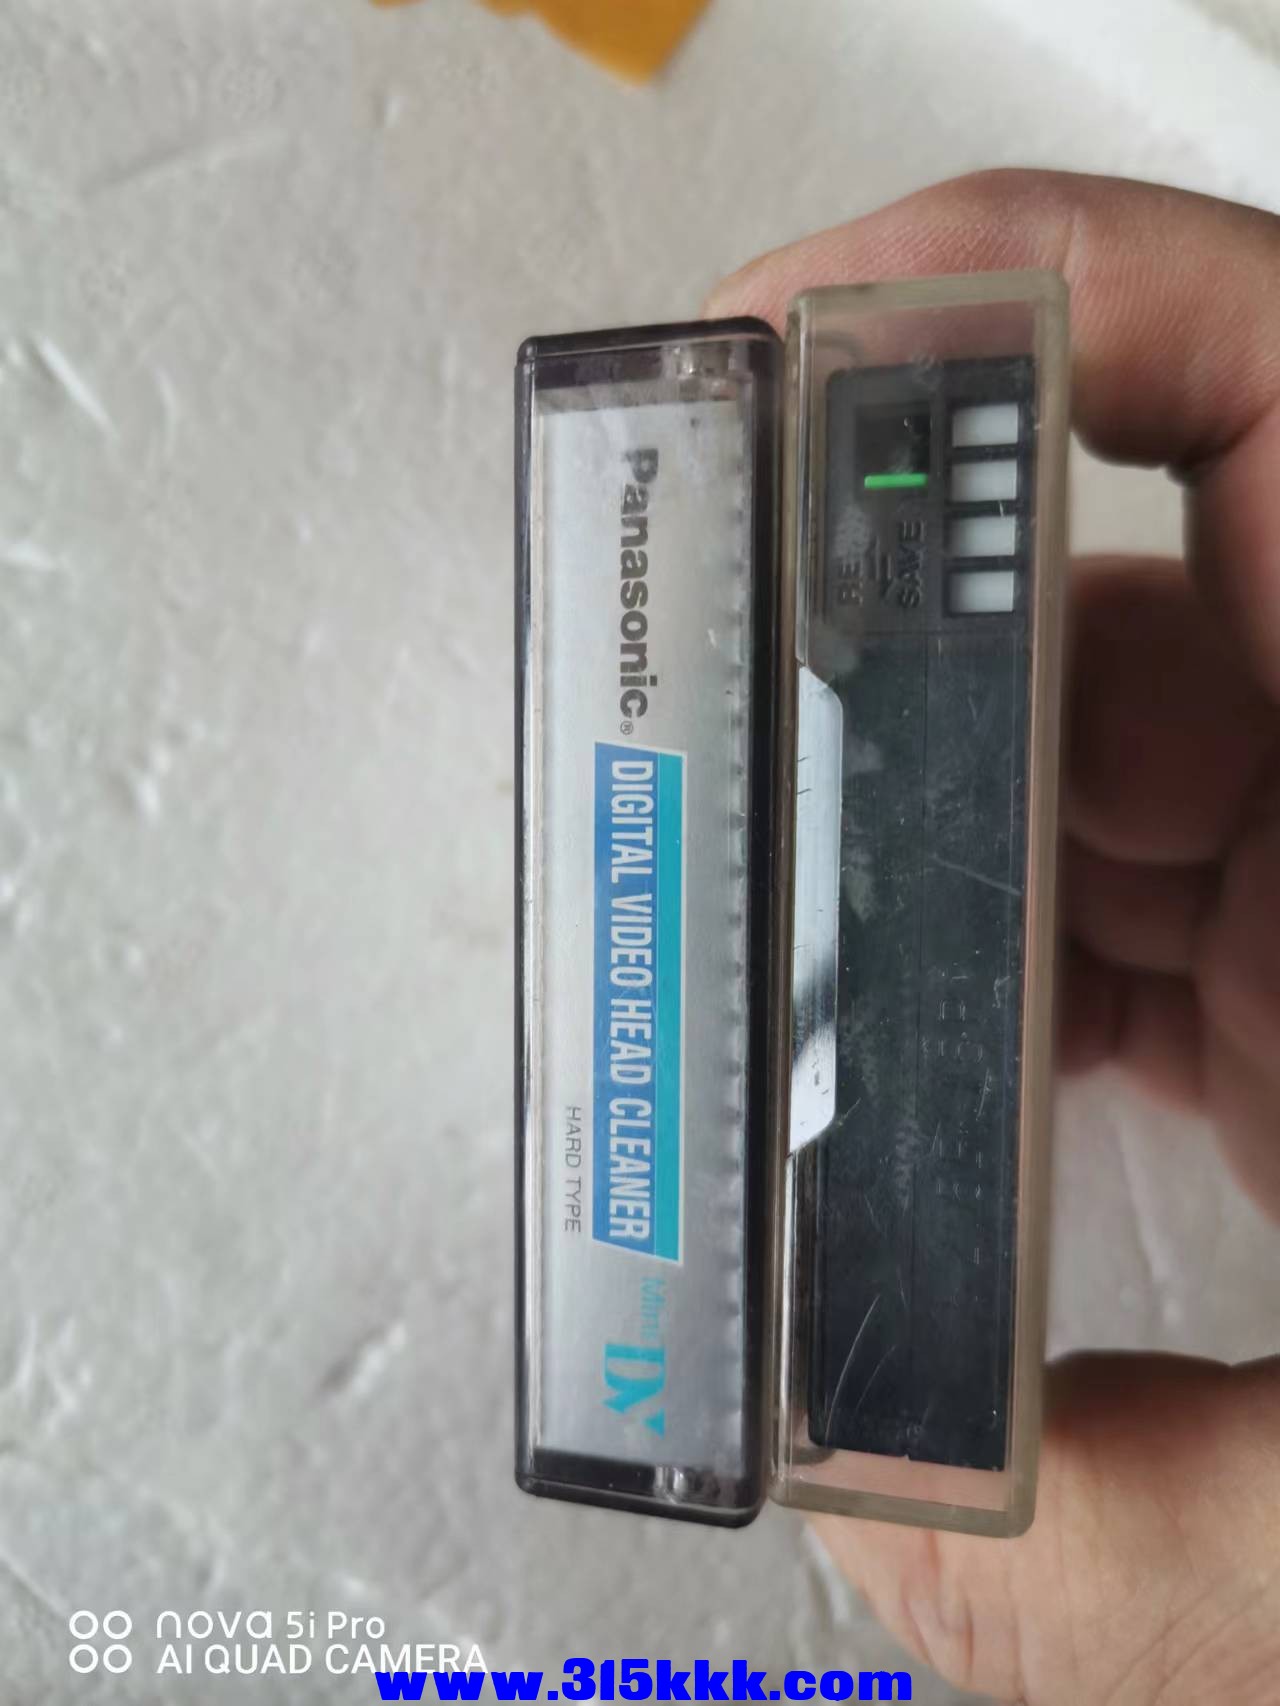 Panasonic®
DIGITAL VIDEO HEAD CLEANER
HARD TYPE
Mini DV
REC
SAVE
nova 5i Pro
AI QUAD CAMERA
www.315kkk.com